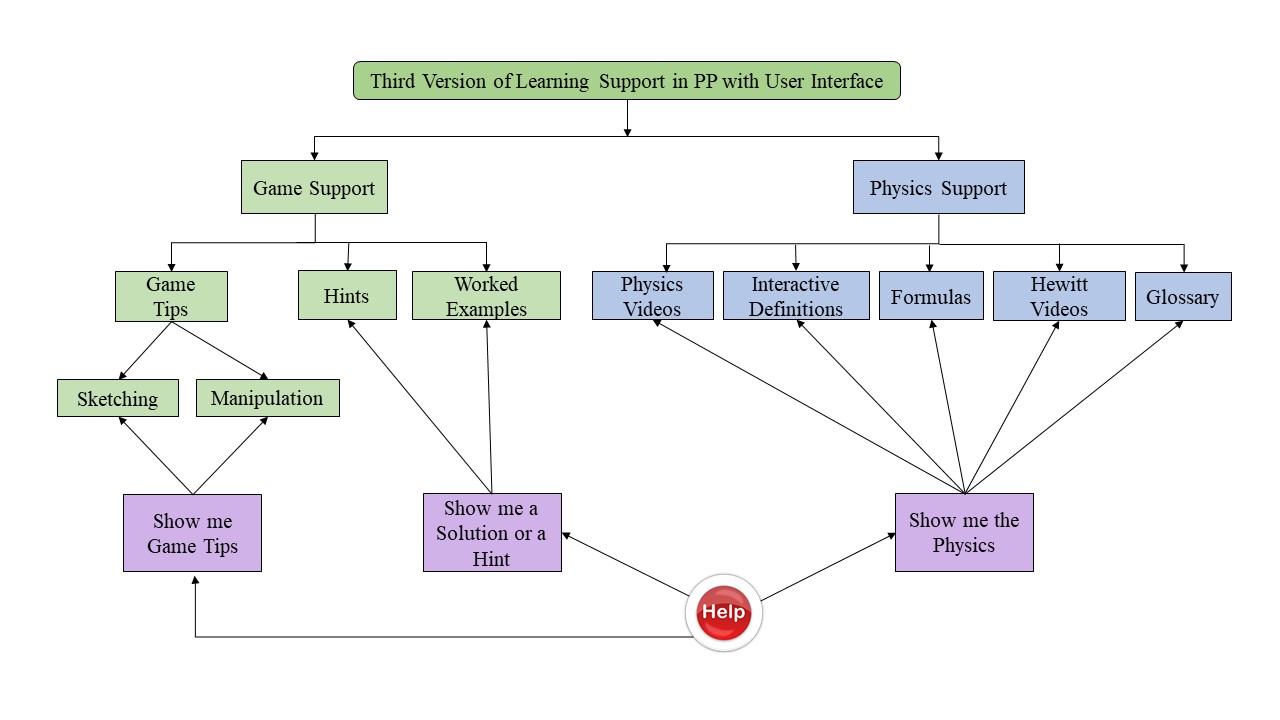 Third Version of Learning Support in PP with User Interface
Game Support
Physics Support
Game
Tips
Hints
Worked
Examples
Physics
Videos
Interactive
Definitions
Formulas
Hewitt
Videos
Glossary
Sketching
Manipulation
Show me
Game Tips
Show me a
Solution or a
Hint
Show me the
Physics
Help